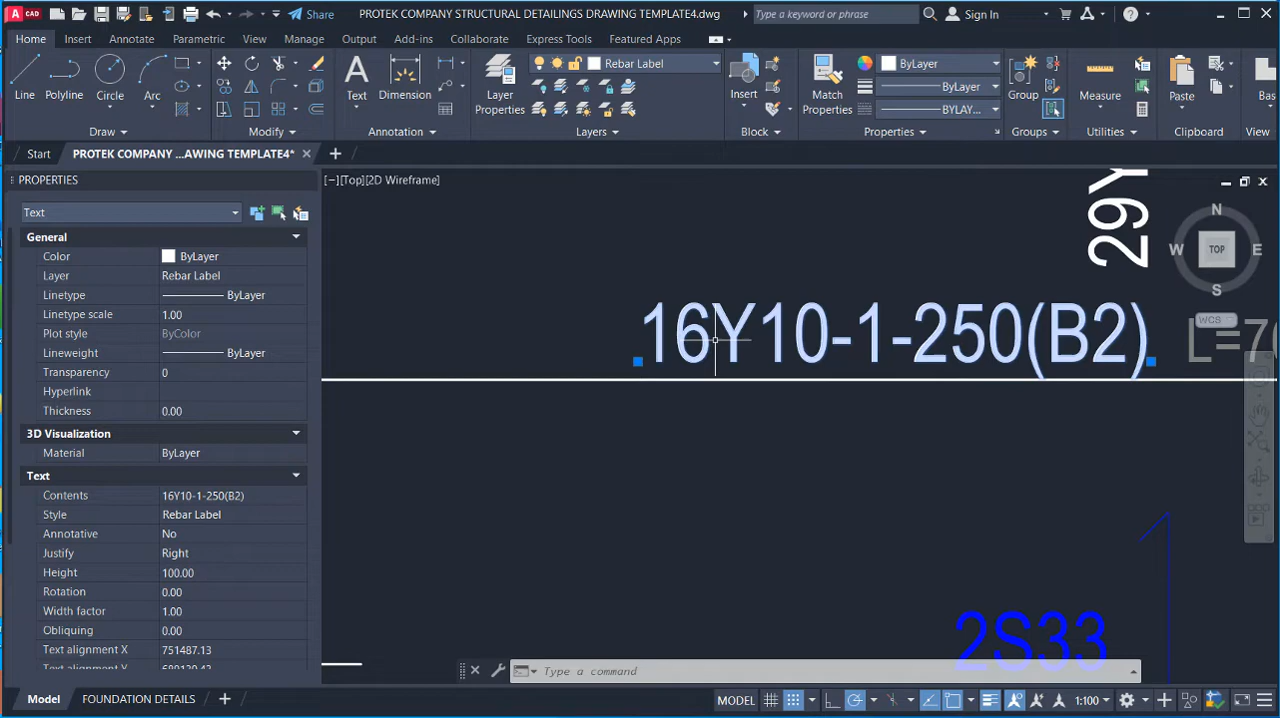 A CAD
Share
PROTEK COMPANY STRUCTURAL DETAILINGS DRAWING TEMPLATE4.dwg
Type a keyword or phrase
Sign In
Home
Insert
Annotate
Parametric
View
Manage
Output
Add-ins
Collaborate
Express Tools
Featured Apps
Line
Polyline
Circle
Arc
Text
Dimension
Layer
Properties
Rebar Label
Insert
Match
Properties
ByLayer
ByLayer
BYLAY...
Group
Measure
Paste
Bas
Draw
Modify
Annotation
Layers
Block
Properties
Groups
Utilities
Clipboard
View
Start
PROTEK COMPANY ...AWING TEMPLATE4*
PROPERTIES
[−][Top][2D Wireframe]
Text
General
Color
ByLayer
Layer
Rebar Label
Linetype
ByLayer
Linetype scale
1.00
Plot style
ByColor
Lineweight
ByLayer
Transparency
0
Hyperlink
Thickness
0.00
3D Visualization
Material
ByLayer
Text
Contents
16Y10-1-250(B2)
Style
Rebar Label
Annotative
No
Justify
Right
Height
100.00
Rotation
0.00
Width factor
1.00
Obliquing
0.00
Text alignment X
751487.13
Text alignment Y
29Y
N
W
TOP
E
S
WCS
16Y10-1-250(B2)
2S33
Type a command
Model
FOUNDATION DETAILS
MODEL
1:100